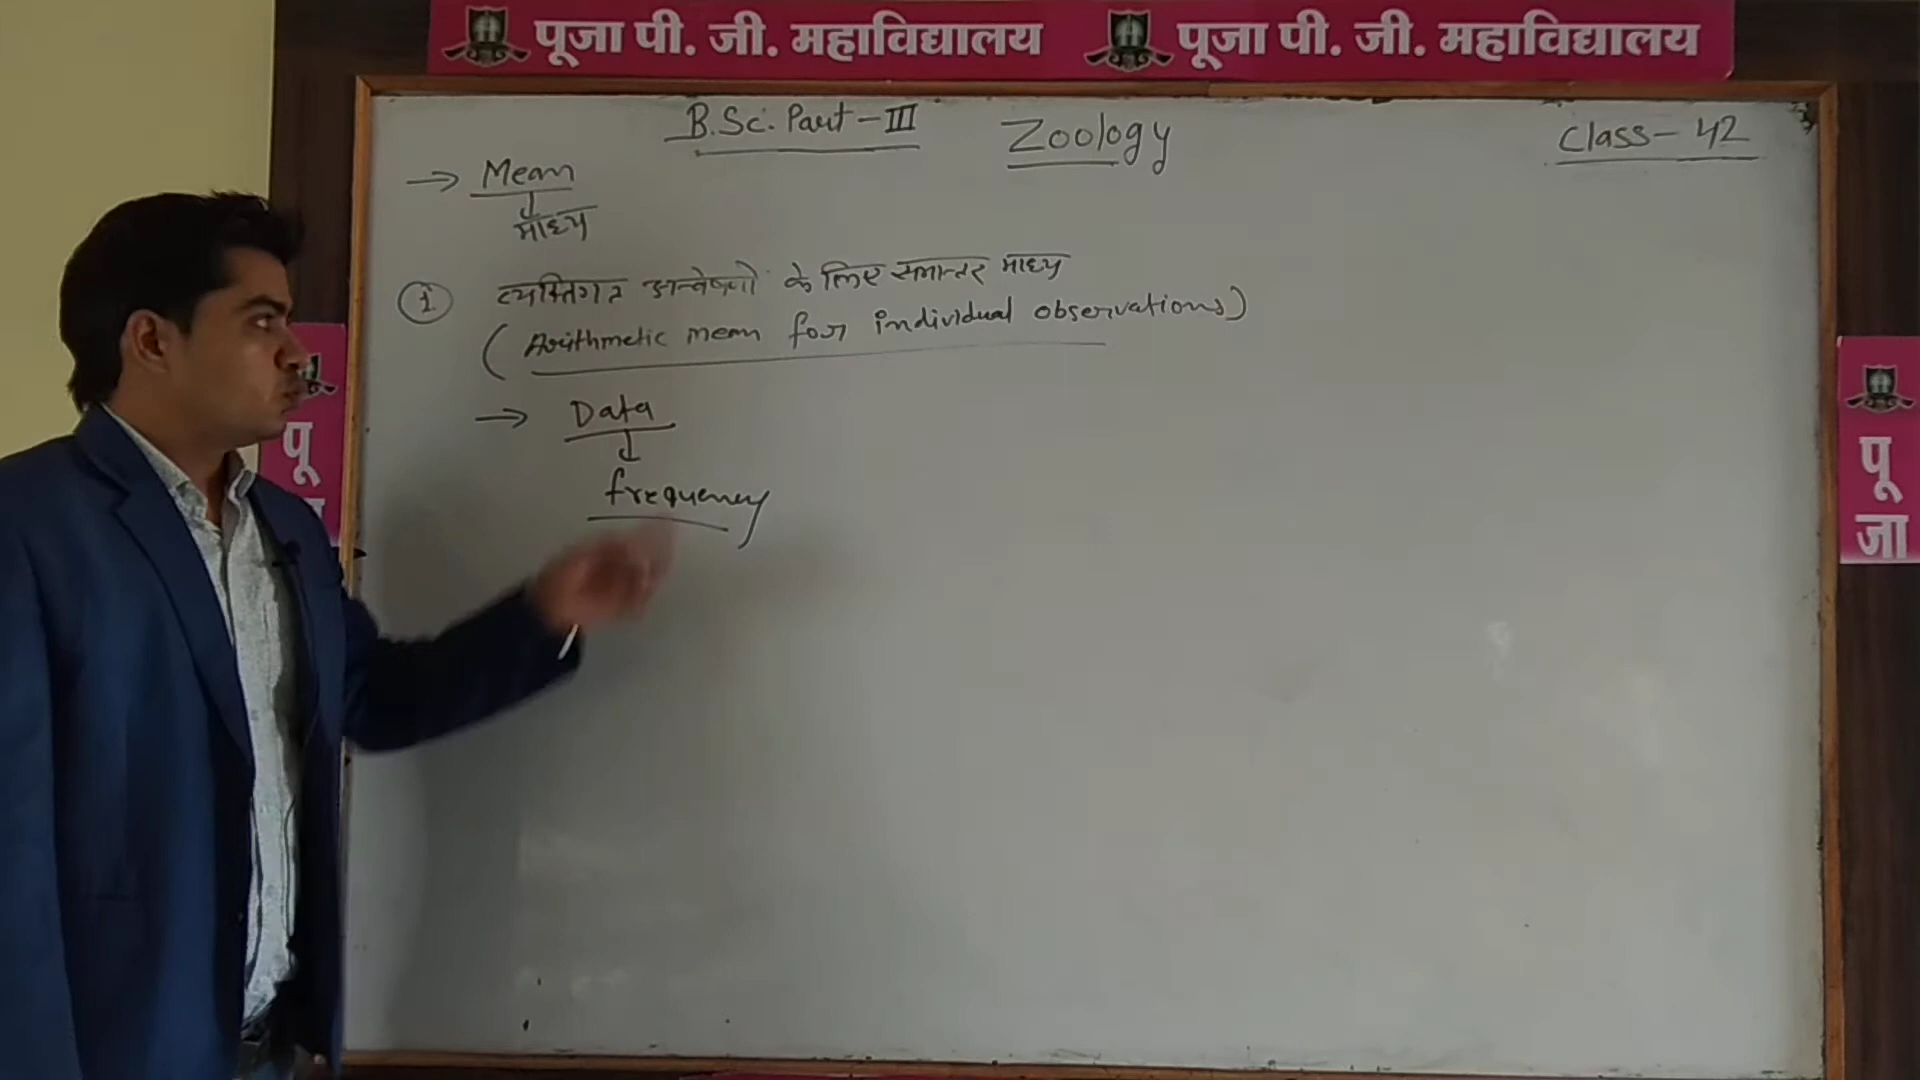 पूजा पी. जी. महाविद्यालय पूजा पी. जी. महाविद्यालय
B.Sc. Part-III Zoology Class-42
→ Mean
माध्य
① व्यक्तिगत अन्वेषणों के लिए समान्तर माध्य
(Arithmetic mean for individual observations)
→ Data
frequency
पू
पू
जा